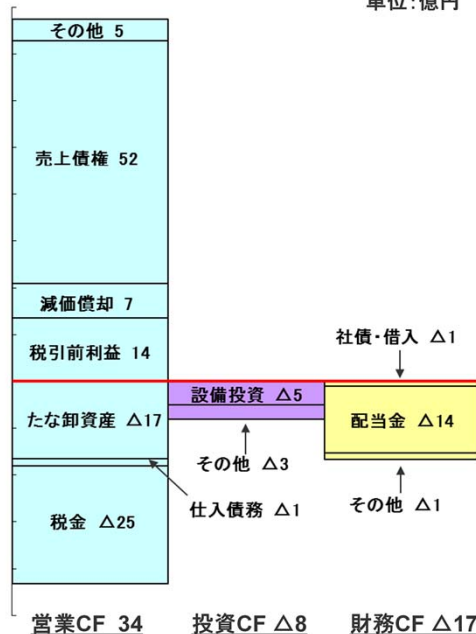 単位:億円
その他 5
売上債権 52
減価償却 7
税引前利益 14
社債・借入 △1
たな卸資産 △17
設備投資 △5
配当金 △14
その他 △3
仕入債務 △1
その他 △1
税金 △25
営業CF 34
投資CF △8
財務CF △17